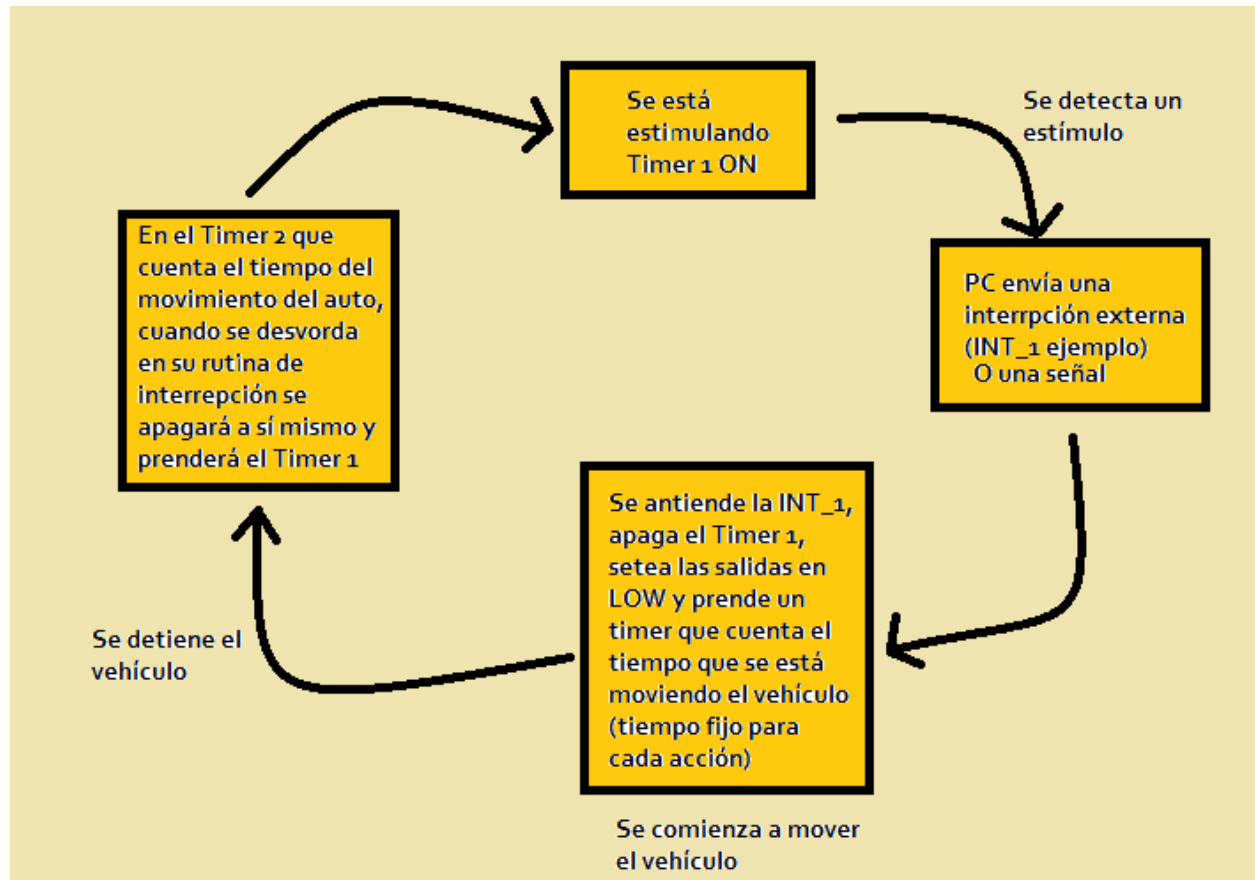 Se está
estimulando
Timer 1 ON
Se detecta un
estímulo
PC envía una
interrpción externa
(INT_1 ejemplo)
O una señal
Se antiende la INT_1,
apaga el Timer 1,
setea las salidas en
LOW y prende un
timer que cuenta el
tiempo que se está
moviendo el vehículo
(tiempo fijo para
cada acción)
Se comienza a mover
el vehículo
Se detiene el
vehículo
En el Timer 2 que
cuenta el tiempo del
movimiento del auto,
cuando se desvorda
en su rutina de
interrepción se
apagará a sí mismo y
prenderá el Timer 1